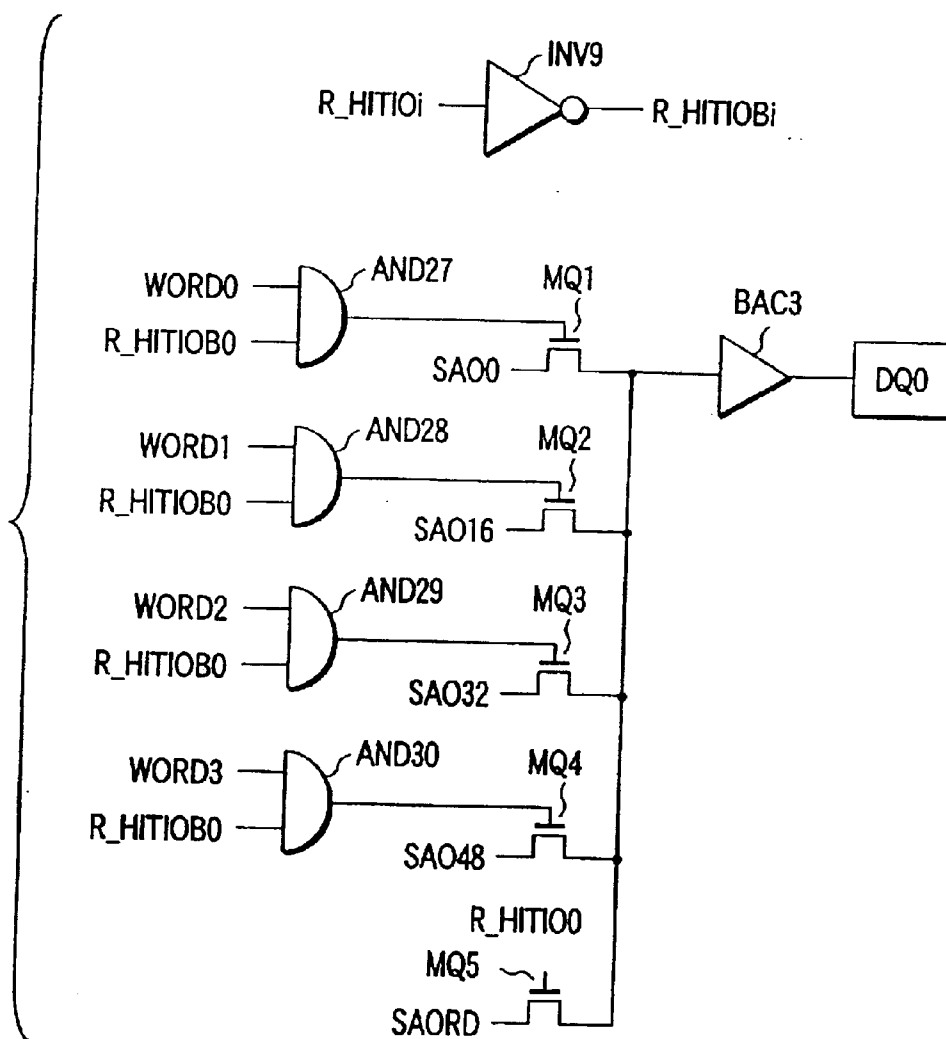 INV9
R_HITIOi
R_HITIOBi
WORD0
AND27
R_HITIOB0
MQ1
SAO0
BAC3
DQ0
WORD1
AND28
R_HITIOB0
MQ2
SAO16
WORD2
AND29
R_HITIOB0
MQ3
SAO32
WORD3
AND30
R_HITIOB0
MQ4
SAO48
R_HITIO0
MQ5
SAORD